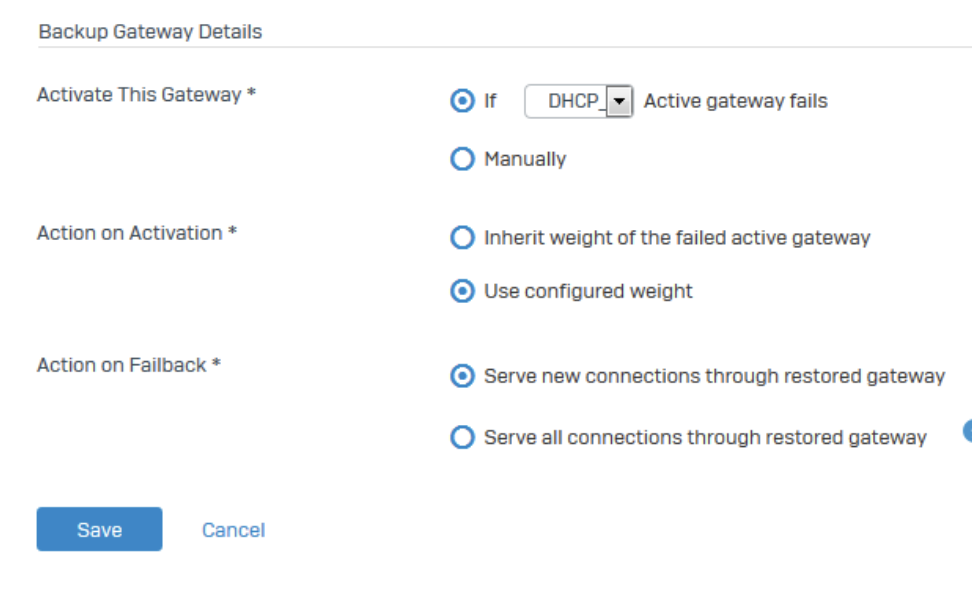 Backup Gateway Details
Activate This Gateway *
If DHCP_ Active gateway fails
Manually
Action on Activation *
Inherit weight of the failed active gateway
Use configured weight
Action on Failback *
Serve new connections through restored gateway
Serve all connections through restored gateway
Save Cancel